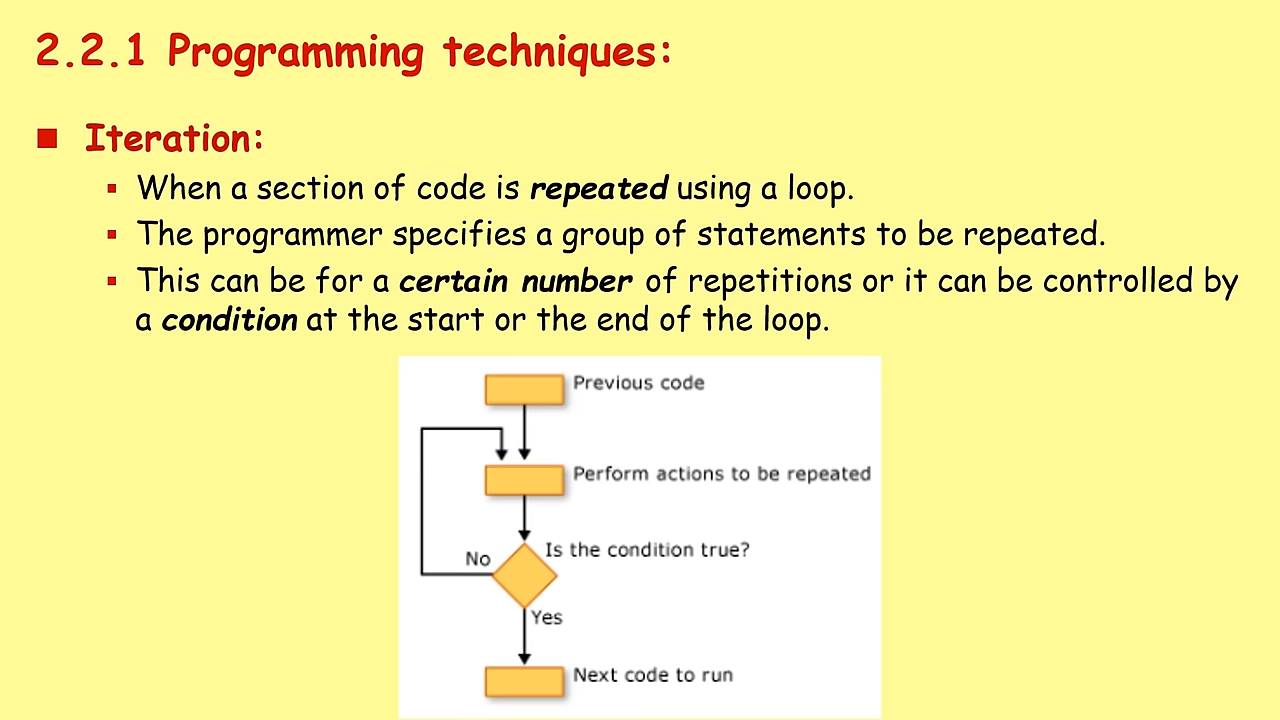 2.2.1 Programming techniques:
Iteration:
When a section of code is repeated using a loop.
The programmer specifies a group of statements to be repeated.
This can be for a certain number of repetitions or it can be controlled by
a condition at the start or the end of the loop.
Previous code
Perform actions to be repeated
Is the condition true?
No
Yes
Next code to run